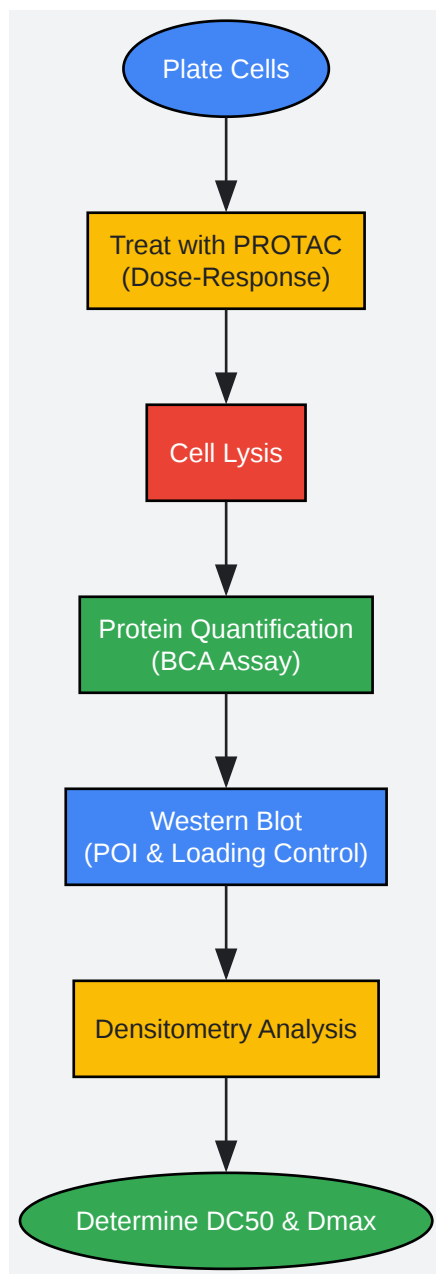 Plate Cells
Treat with PROTAC
(Dose-Response)
Cell Lysis
Protein Quantification
(BCA Assay)
Western Blot
(POI & Loading Control)
Densitometry Analysis
Determine DC50 & Dmax